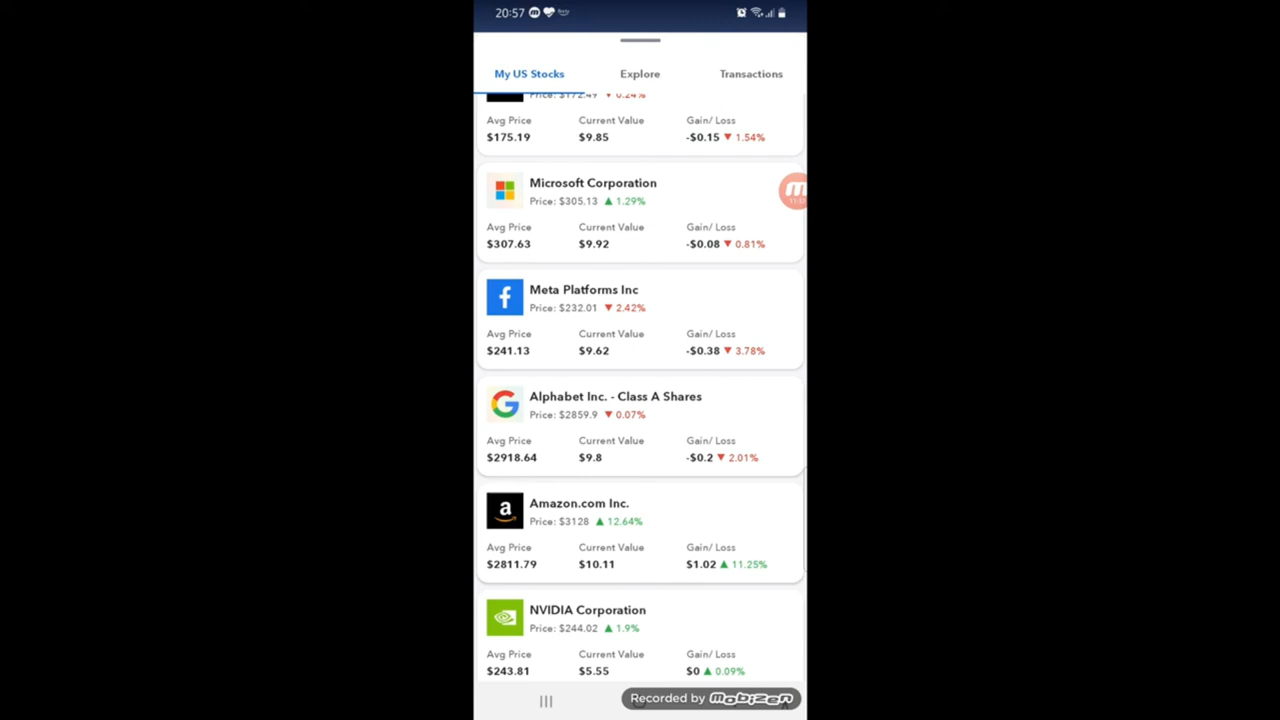 20:57
My US Stocks Explore Transactions
Price: $172.49 ▼ 0.24%
Avg Price Current Value Gain/ Loss
$175.19 $9.85 -$0.15 ▼ 1.54%
Microsoft Corporation
Price: $305.13 ▲ 1.29%
Avg Price Current Value Gain/ Loss
$307.63 $9.92 -$0.08 ▼ 0.81%
Meta Platforms Inc
Price: $232.01 ▼ 2.42%
Avg Price Current Value Gain/ Loss
$241.13 $9.62 -$0.38 ▼ 3.78%
Alphabet Inc. - Class A Shares
Price: $2859.9 ▼ 0.07%
Avg Price Current Value Gain/ Loss
$2918.64 $9.8 -$0.2 ▼ 2.01%
Amazon.com Inc.
Price: $3128 ▲ 12.64%
Avg Price Current Value Gain/ Loss
$2811.79 $10.11 $1.02 ▲ 11.25%
NVIDIA Corporation
Price: $244.02 ▲ 1.9%
Avg Price Current Value Gain/ Loss
$243.81 $5.55 $0 ▲ 0.09%
Recorded by mobizen